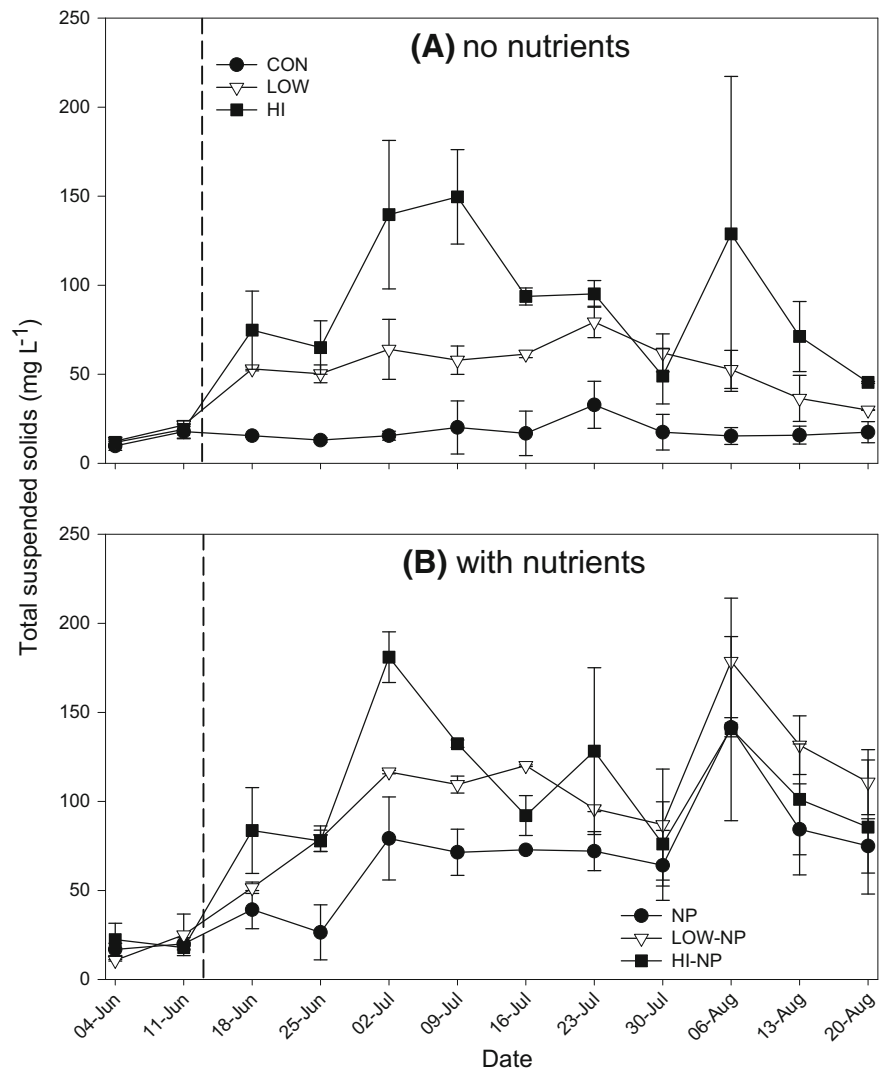 Total suspended solids (mg L⁻¹)
(A) no nutrients
CON
LOW
HI
250
200
150
100
50
0
(B) with nutrients
250
200
150
100
50
0
NP
LOW-NP
HI-NP
04-Jun
11-Jun
18-Jun
25-Jun
02-Jul
09-Jul
16-Jul
23-Jul
30-Jul
06-Aug
13-Aug
20-Aug
Date